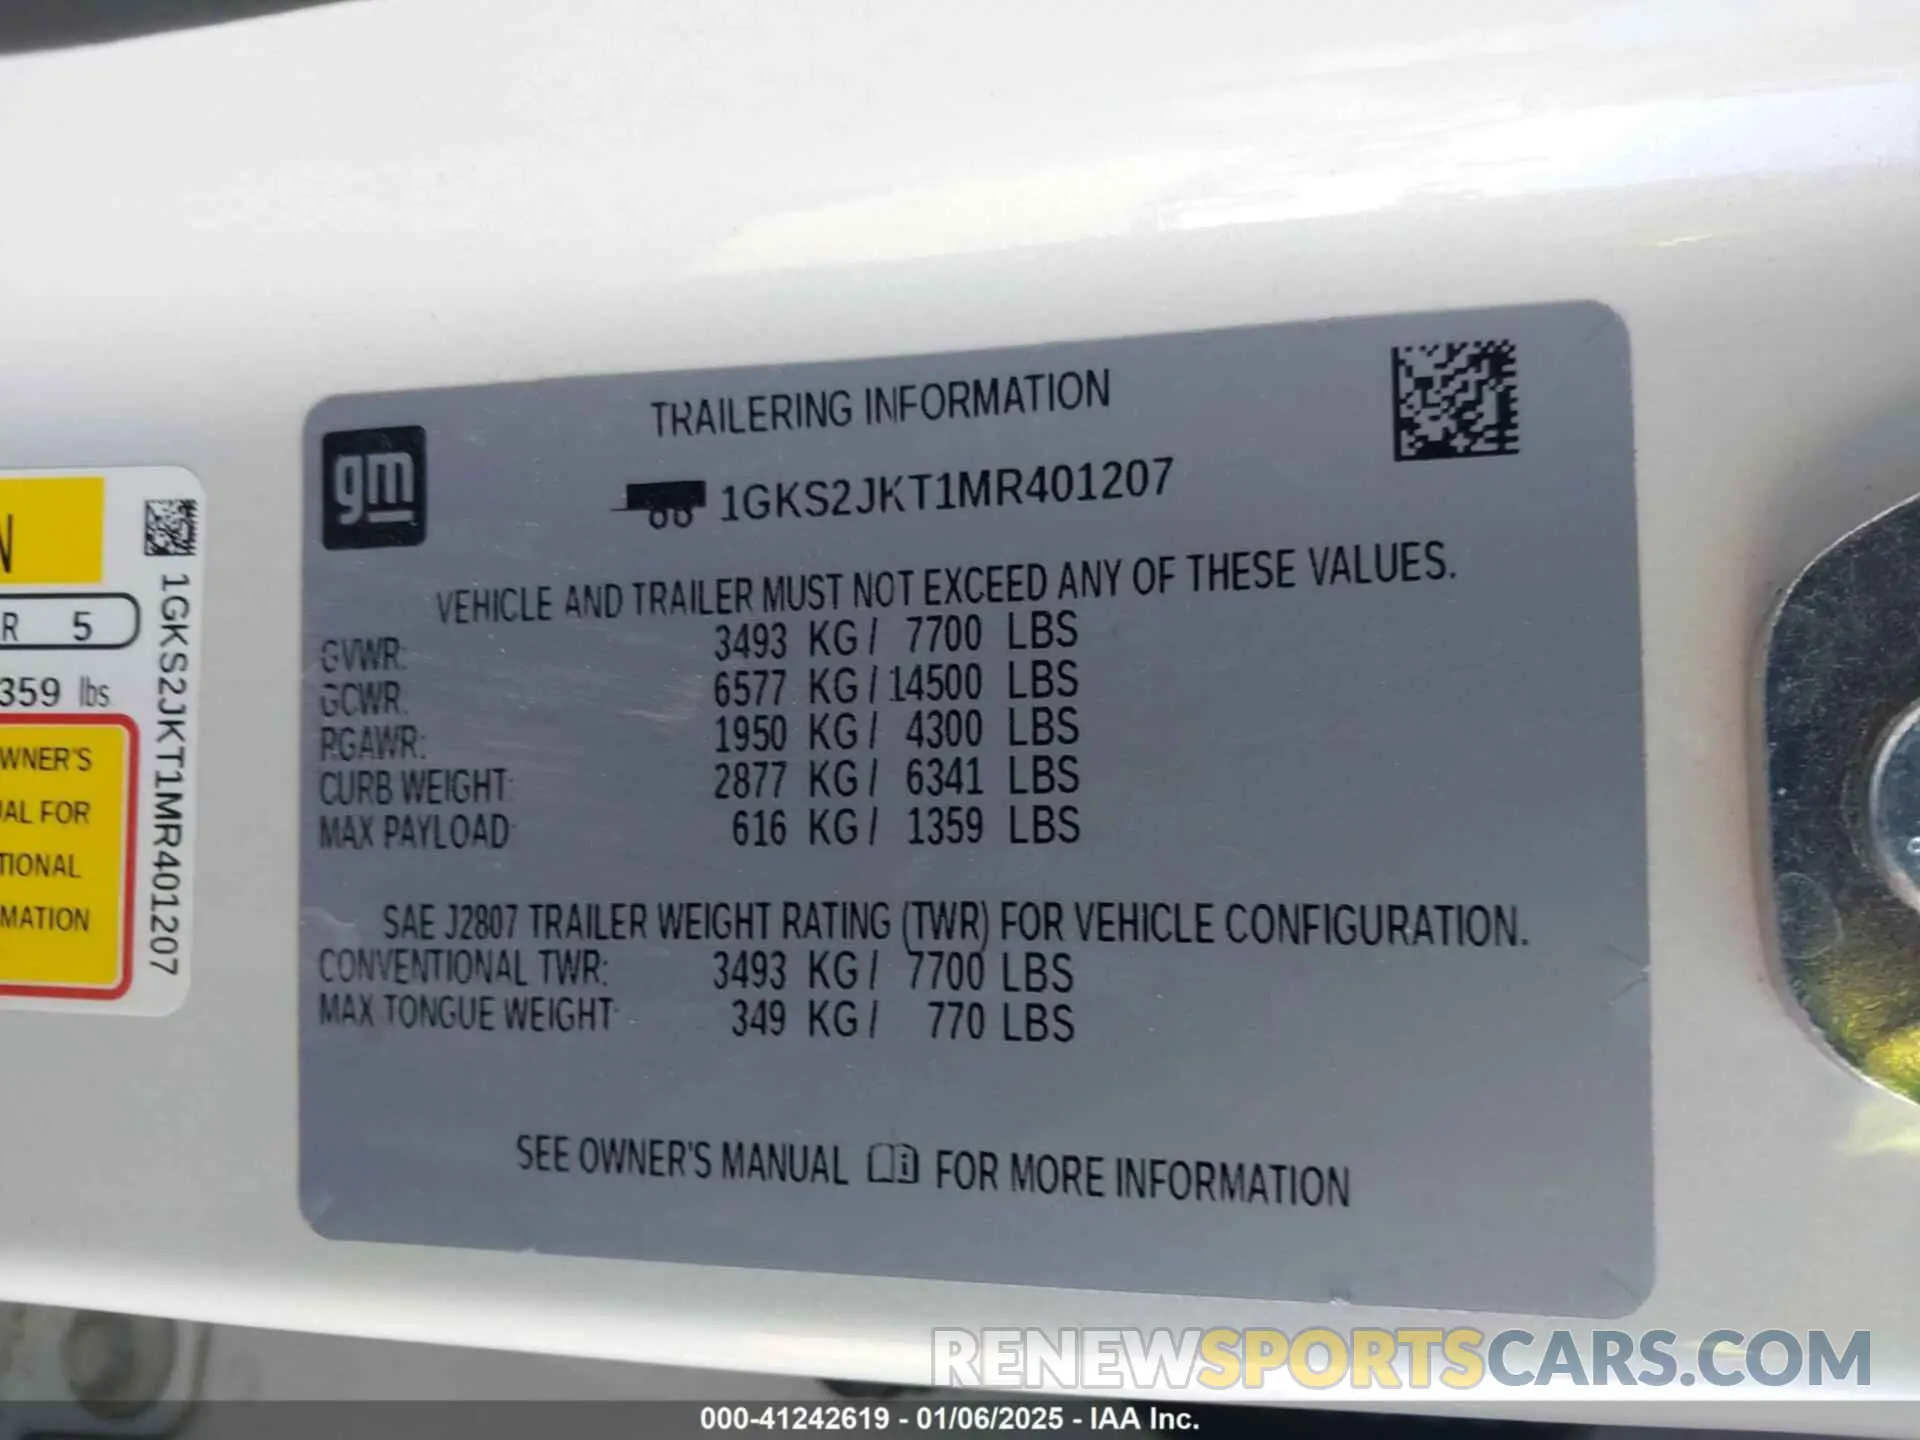 N
R 5
359 lbs
WNER'S
AL FOR
TIONAL
MATION
1GKS2JKT1MR401207
gm
TRAILERING INFORMATION
1GKS2JKT1MR401207
VEHICLE AND TRAILER MUST NOT EXCEED ANY OF THESE VALUES.
GVWR: 3493 KG/ 7700 LBS
GCWR: 6577 KG/14500 LBS
RGAWR: 1950 KG/ 4300 LBS
CURB WEIGHT: 2877 KG/ 6341 LBS
MAX PAYLOAD: 616 KG/ 1359 LBS
SAE J2807 TRAILER WEIGHT RATING (TWR) FOR VEHICLE CONFIGURATION.
CONVENTIONAL TWR: 3493 KG/ 7700 LBS
MAX TONGUE WEIGHT: 349 KG/ 770 LBS
SEE OWNER'S MANUAL FOR MORE INFORMATION
RENEWSPORTSCARS.COM
000-41242619 - 01/06/2025 - IAA Inc.